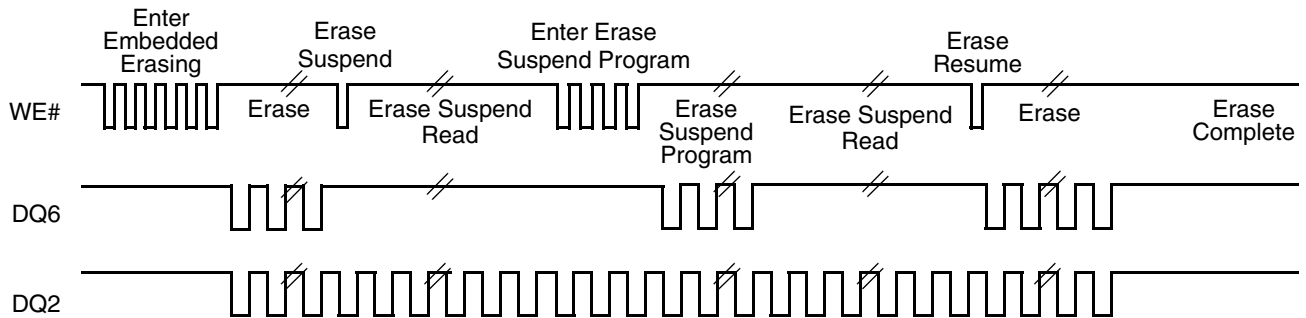 Enter
Embedded
Erasing
Erase
Suspend
Enter Erase
Suspend Program
Erase
Resume
WE#
Erase
Erase Suspend
Read
Erase
Suspend
Program
Erase Suspend
Read
Erase
Erase
Complete
DQ6
DQ2